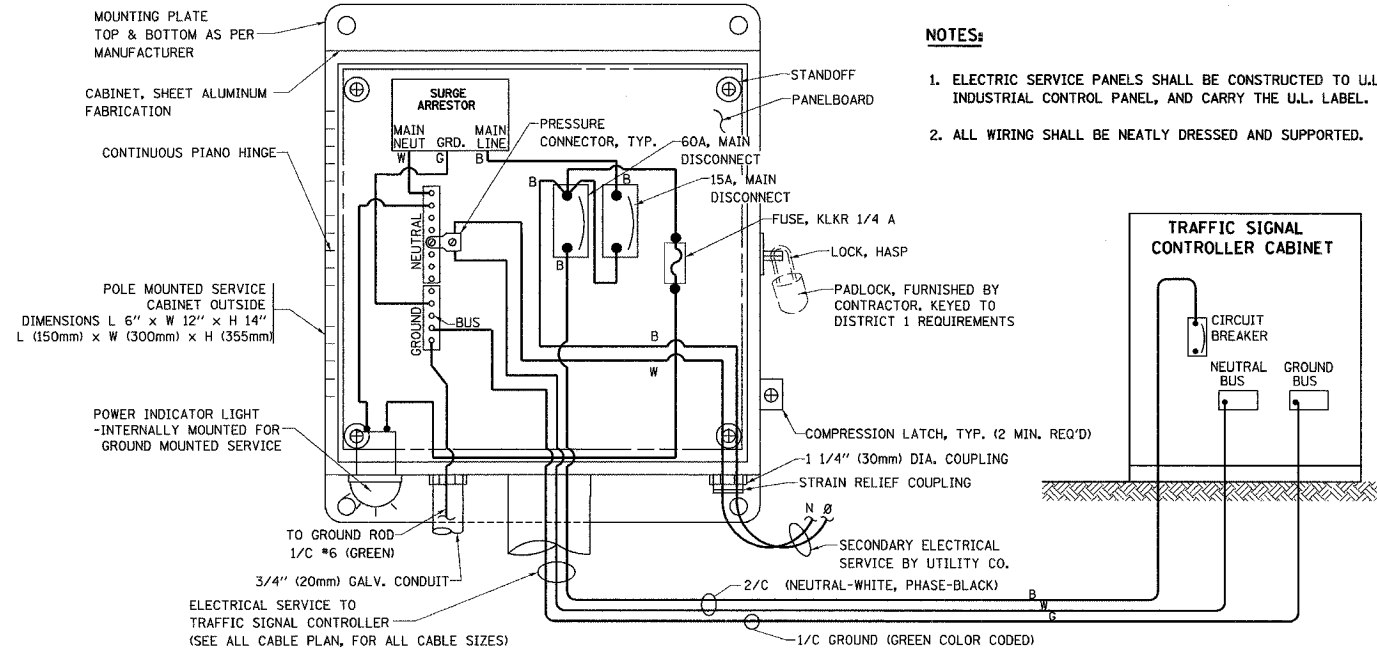 MOUNTING PLATE
TOP & BOTTOM AS PER
MANUFACTURER
CABINET, SHEET ALUMINUM
FABRICATION
CONTINUOUS PIANO HINGE
POLE MOUNTED SERVICE
CABINET OUTSIDE
DIMENSIONS L 6" x W 12" x H 14"
L (150mm) x W (300mm) x H (355mm)
POWER INDICATOR LIGHT
-INTERNALLY MOUNTED FOR
GROUND MOUNTED SERVICE
TO GROUND ROD
1/C #6 (GREEN)
3/4" (20mm) GALV. CONDUIT
ELECTRICAL SERVICE TO
TRAFFIC SIGNAL CONTROLLER
(SEE ALL CABLE PLAN, FOR ALL CABLE SIZES)
SURGE
ARRESTOR
MAIN
NEUT
GRD.
MAIN
LINE
W
G
B
NEUTRAL
GROUND
BUS
PRESSURE
CONNECTOR, TYP.
STANDOFF
PANELBOARD
60A, MAIN
DISCONNECT
15A, MAIN
DISCONNECT
B
B
B
FUSE, KLKR 1/4 A
LOCK, HASP
PADLOCK, FURNISHED BY
CONTRACTOR. KEYED TO
DISTRICT 1 REQUIREMENTS
B
W
COMPRESSION LATCH, TYP. (2 MIN. REQ'D)
1 1/4" (30mm) DIA. COUPLING
STRAIN RELIEF COUPLING
N Ø
SECONDARY ELECTRICAL
SERVICE BY UTILITY CO.
2/C (NEUTRAL-WHITE, PHASE-BLACK)
B
W
G
1/C GROUND (GREEN COLOR CODED)
NOTES:
1. ELECTRIC SERVICE PANELS SHALL BE CONSTRUCTED TO U.L
INDUSTRIAL CONTROL PANEL, AND CARRY THE U.L. LABEL.
2. ALL WIRING SHALL BE NEATLY DRESSED AND SUPPORTED.
TRAFFIC SIGNAL
CONTROLLER CABINET
CIRCUIT
BREAKER
NEUTRAL
BUS
GROUND
BUS